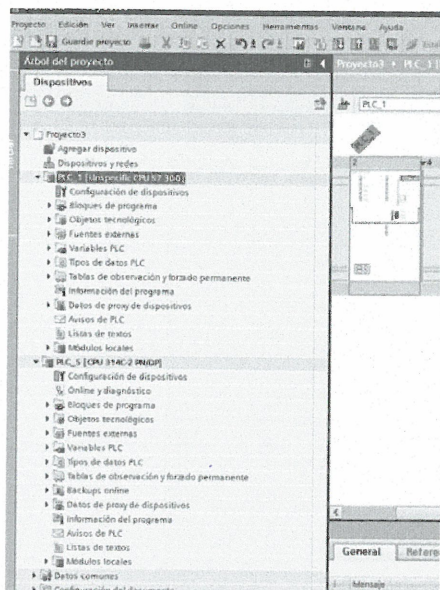 Proyecto Edición Ver Insertar Online Opciones Herramientas Ventana Ayuda
Guardar proyecto
Árbol del proyecto
Proyecto3 PLC_1
Dispositivos
PLC_1
Proyecto3
Agregar dispositivo
Dispositivos y redes
PLC_1 [Unspecific CPU S7 300]
Configuración de dispositivos
Bloques de programa
Objetos tecnológicos
Fuentes externas
Variables PLC
Tipos de datos PLC
Tablas de observación y forzado permanente
Información del programa
Datos de proxy de dispositivos
Avisos de PLC
Listas de textos
Módulos locales
PLC_5 [CPU 314C-2 PN/DP]
Configuración de dispositivos
Online y diagnóstico
Bloques de programa
Objetos tecnológicos
Fuentes externas
Variables PLC
Tipos de datos PLC
Tablas de observación y forzado permanente
Backups online
Datos de proxy de dispositivos
Información del programa
Avisos de PLC
Listas de textos
Módulos locales
Datos comunes
Configuración del documento
2
4
General Refere
Mensaje